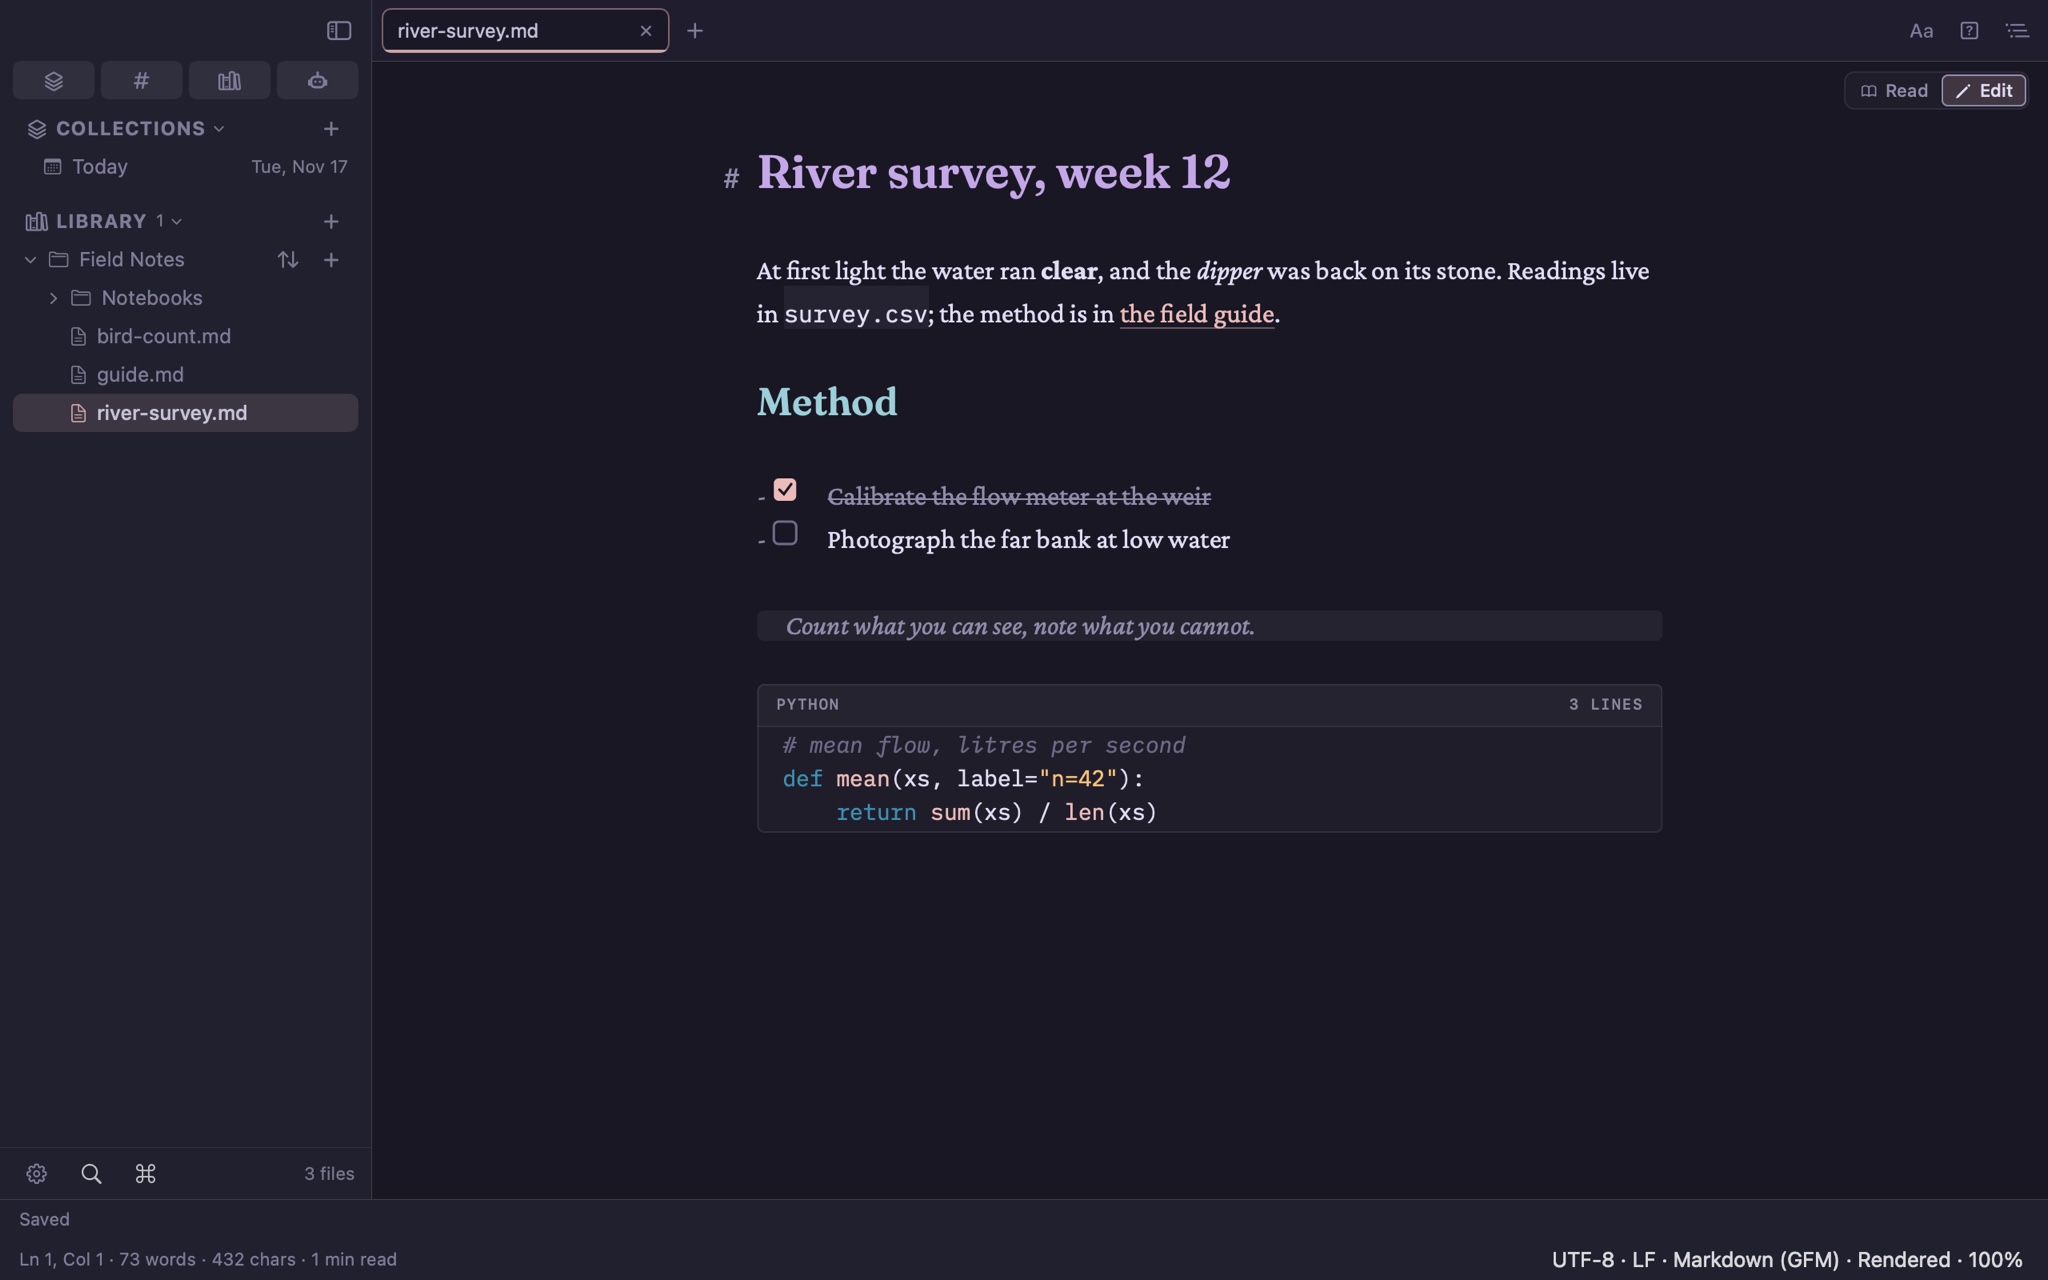 river-survey.md
Aa
Read
Edit
#
COLLECTIONS
Today
Tue, Nov 17
LIBRARY 1
Field Notes
Notebooks
bird-count.md
guide.md
river-survey.md
3 files
# River survey, week 12
At first light the water ran clear, and the dipper was back on its stone. Readings live
in survey.csv; the method is in the field guide.
Method
- Calibrate the flow meter at the weir
- Photograph the far bank at low water
Count what you can see, note what you cannot.
PYTHON
3 LINES
# mean flow, litres per second
def mean(xs, label="n=42"):
    return sum(xs) / len(xs)
Saved
Ln 1, Col 1 · 73 words · 432 chars · 1 min read
UTF-8 · LF · Markdown (GFM) · Rendered · 100%